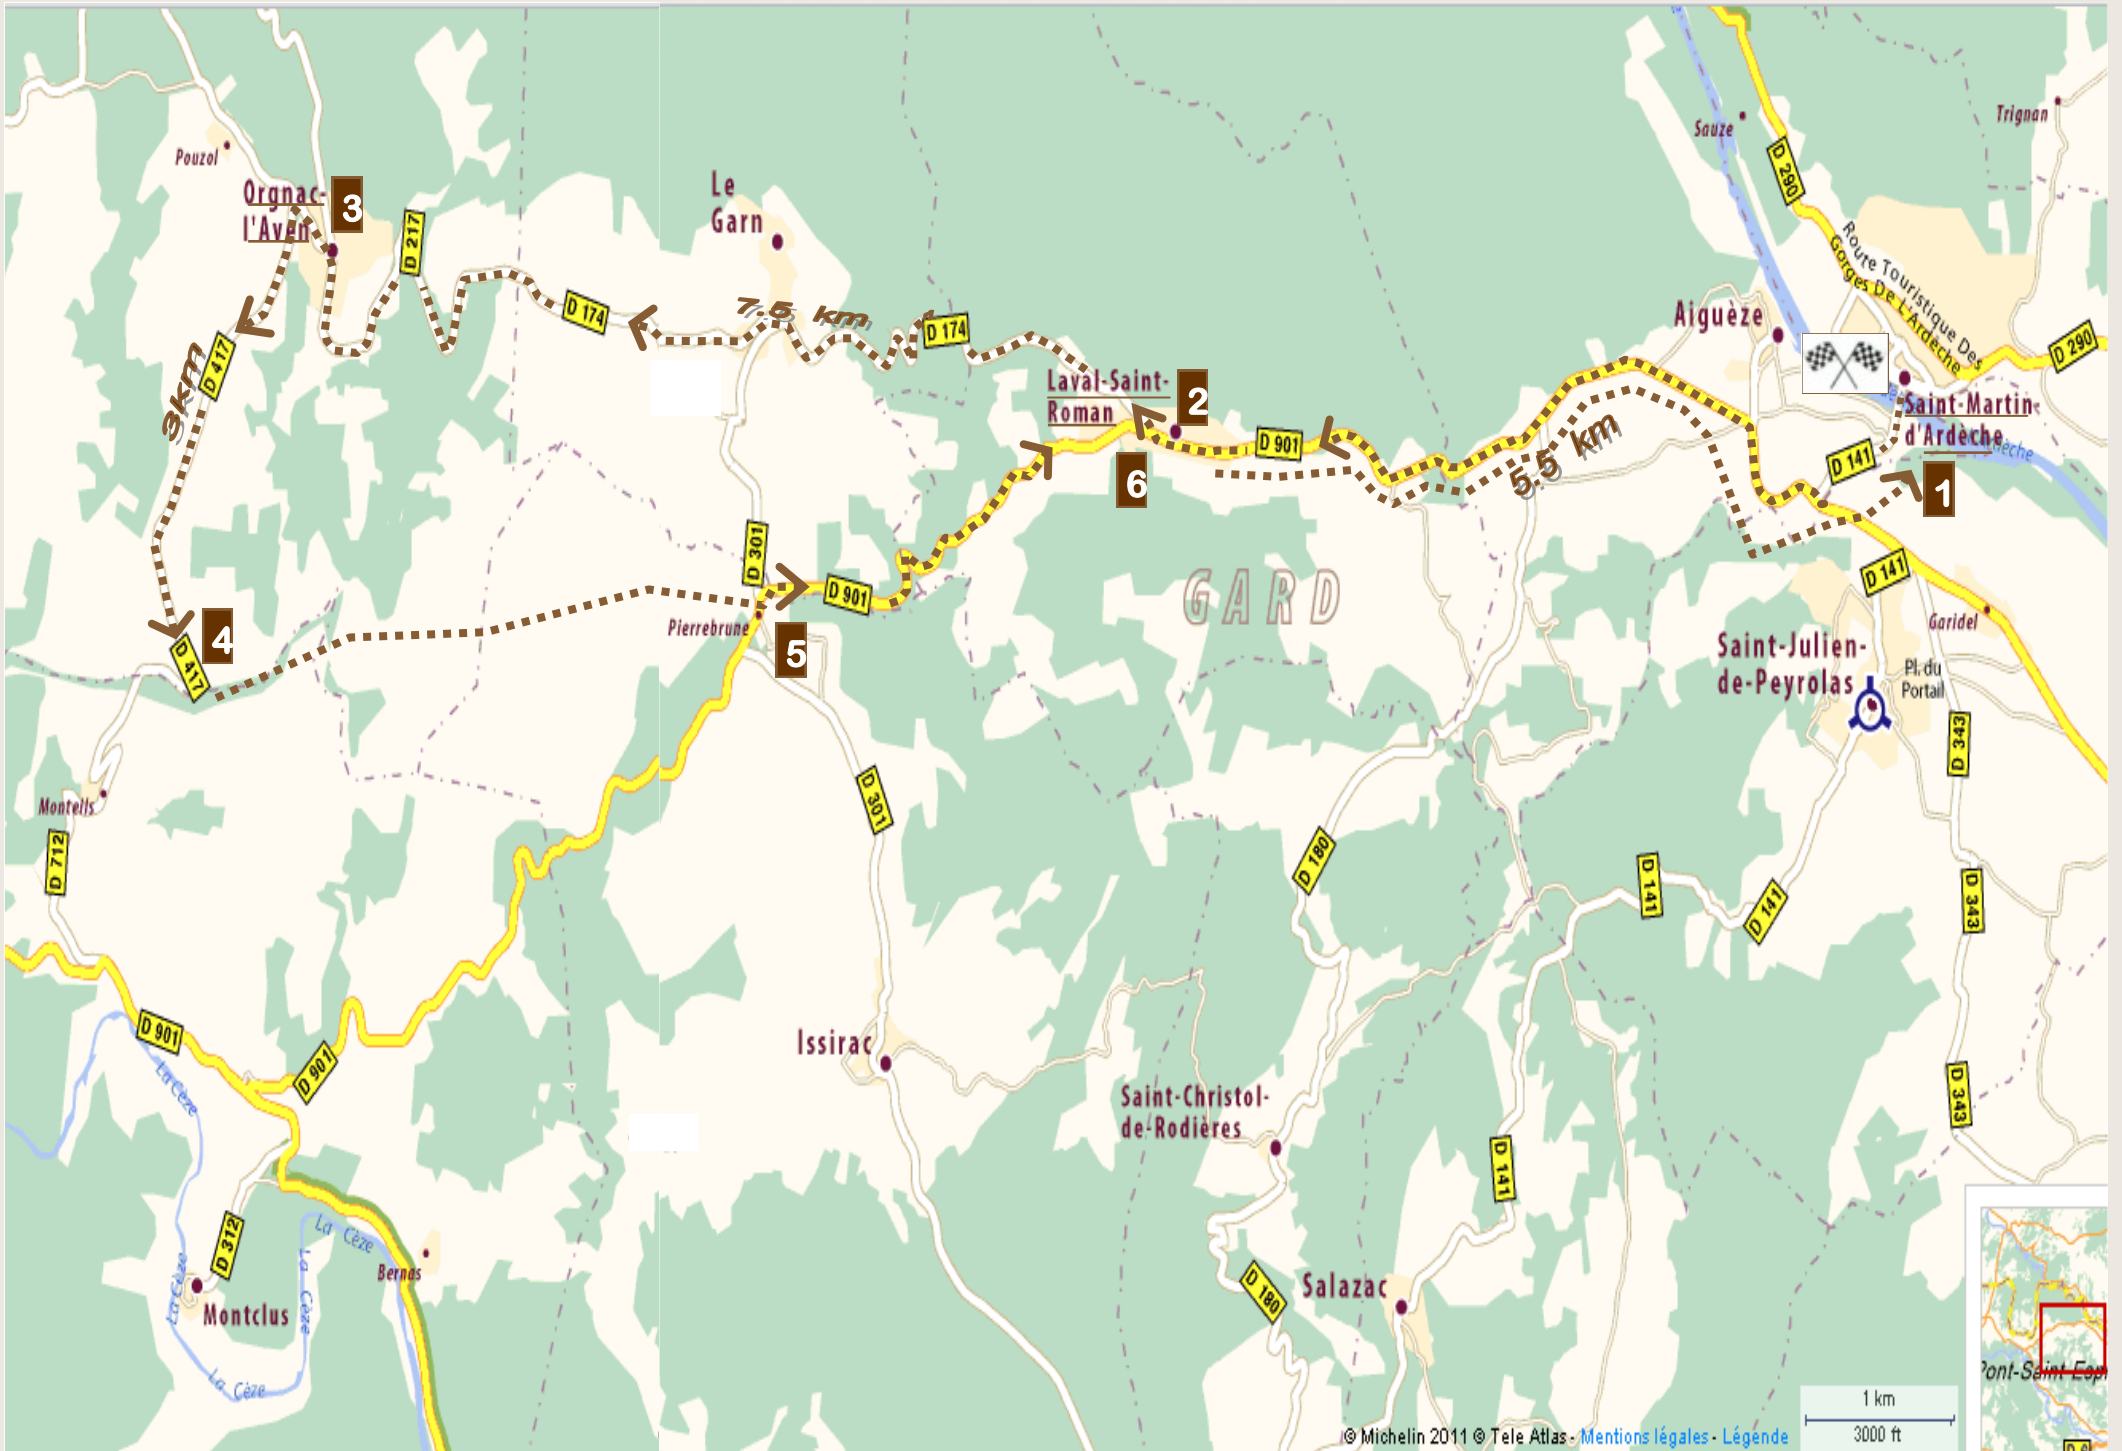 Trignan
Sauze
D 290
Pouzol
Le
Garn
Orgnac-
l'Aven
3
D 217
Route Touristique Des
Gorges De L'Ardèche
D 174
7.5 km
D 174
Aiguèze
D 290
D 417
3km
Laval-Saint-
Roman
2
Saint-Martin-
d'Ardèche
D 901
5.5 km
D 141
6
1
D 301
D 901
D 141
GARD
Pierrebrune
Garidel
4
5
D 417
Saint-Julien-
de-Peyrolas
Pl. du
Portail
D 343
Montells
D 301
D 712
D 180
D 141
D 141
D 343
D 901
D 901
Issirac
La Cèze
Saint-Christol-
de-Rodières
D 343
D 141
D 312
La Cèze
La Cèze
La Cèze
Bernas
Montclus
D 180
Salazac
La Cèze
Pont-Saint-Esp
1 km
3000 ft
© Michelin 2011 © Tele Atlas - Mentions légales - Légende